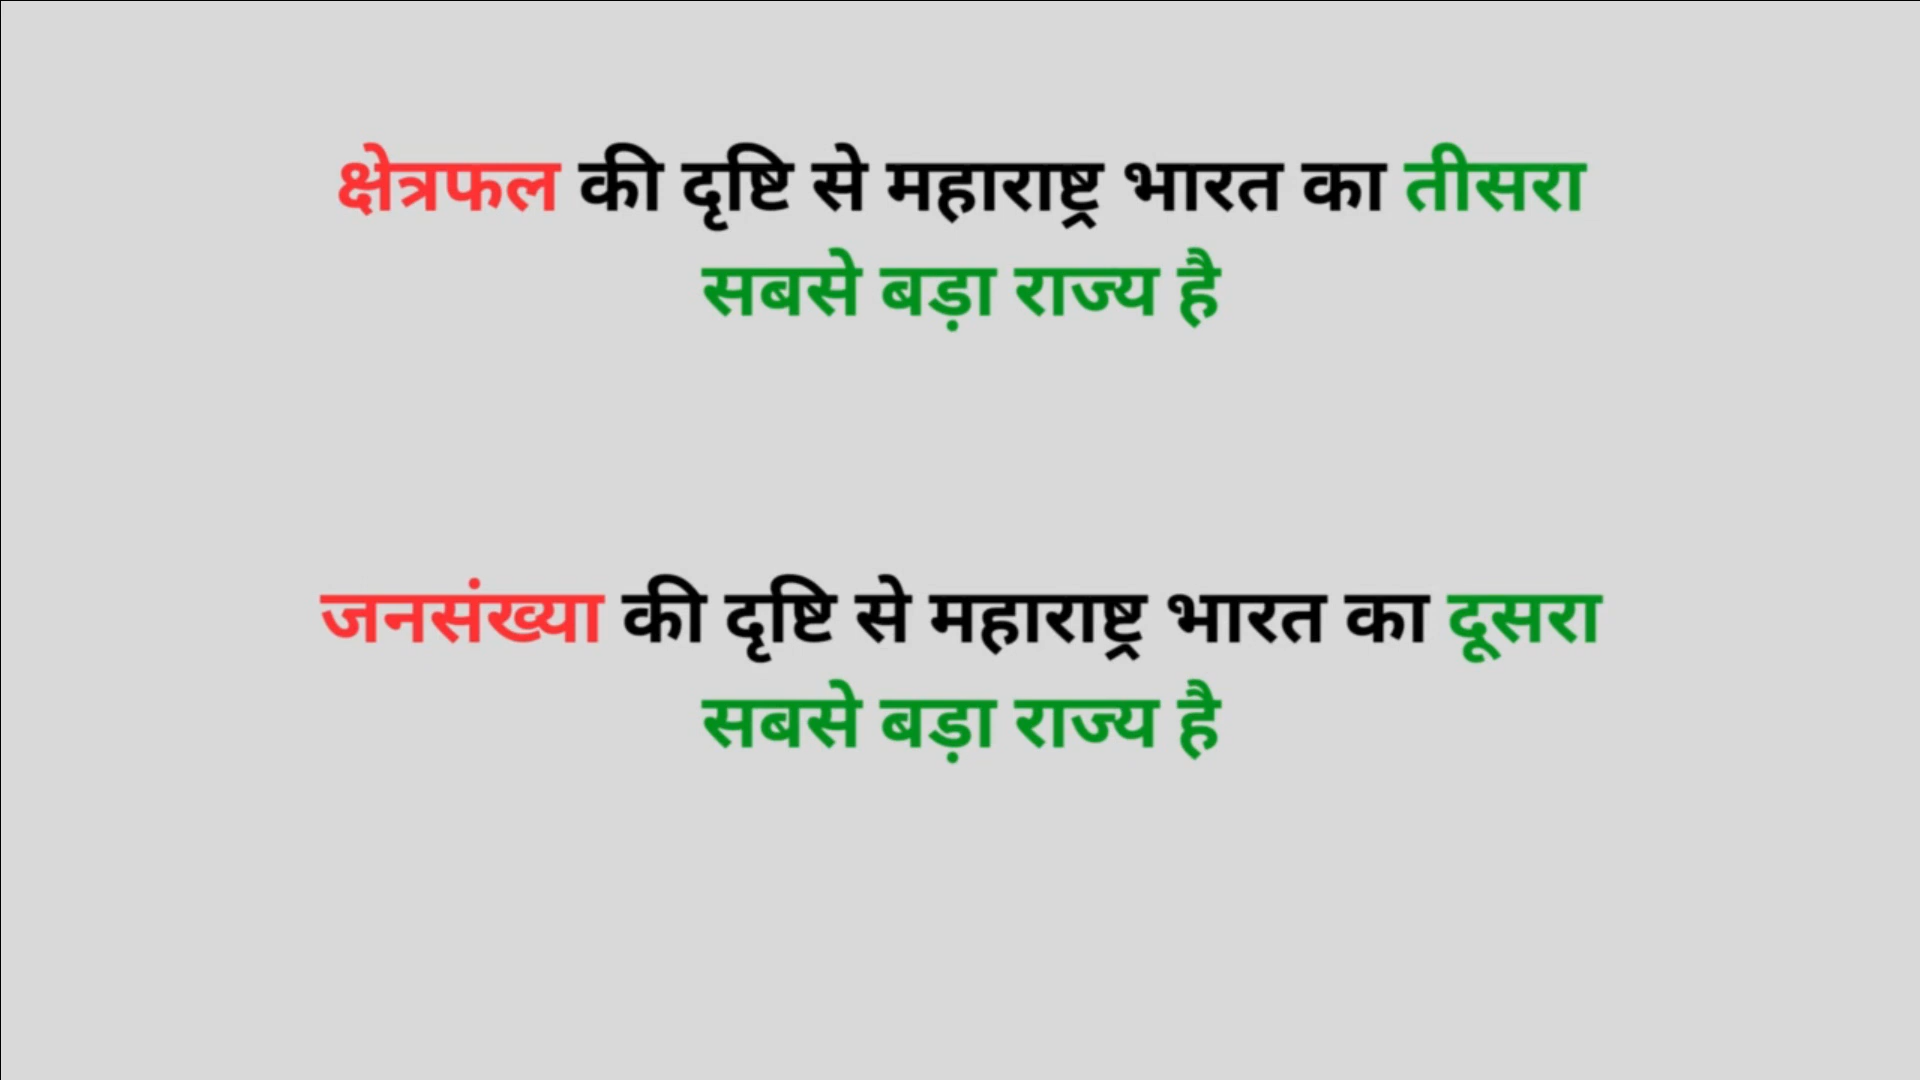 क्षेत्रफल की दृष्टि से महाराष्ट्र भारत का तीसरा
सबसे बड़ा राज्य है
जनसंख्या की दृष्टि से महाराष्ट्र भारत का दूसरा
सबसे बड़ा राज्य है